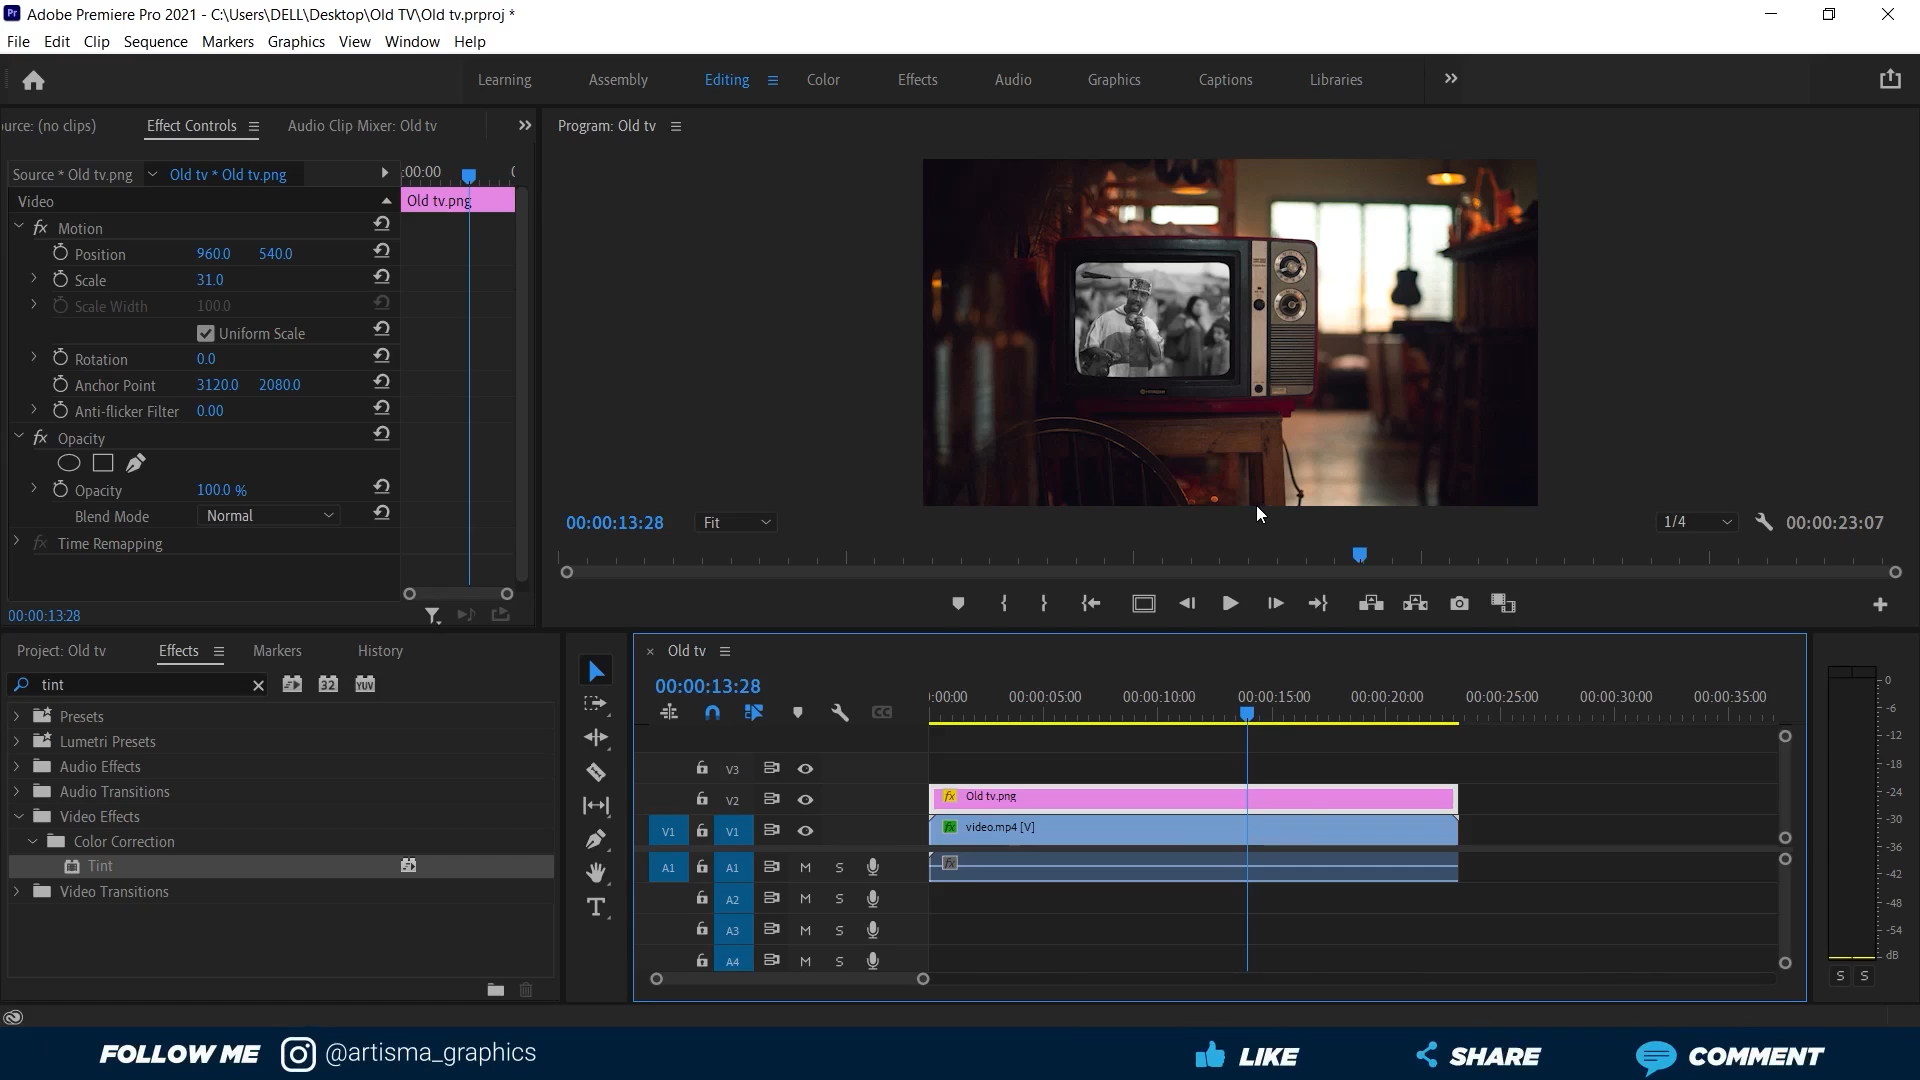 Adobe Premiere Pro 2021 - C:\Users\DELL\Desktop\Old TV\Old tv.prproj *
File Edit Clip Sequence Markers Graphics View Window Help
Learning Assembly Editing Color Effects Audio Graphics Captions Libraries
urce: (no clips) Effect Controls Audio Clip Mixer: Old tv
Program: Old tv
Source * Old tv.png Old tv * Old tv.png :00:00
Video Old tv.png
fx Motion
Position 960.0 540.0
Scale 31.0
Scale Width 100.0
Uniform Scale
Rotation 0.0
Anchor Point 3120.0 2080.0
Anti-flicker Filter 0.00
fx Opacity
Opacity 100.0 %
Blend Mode Normal
fx Time Remapping
00:00:13:28
00:00:13:28 Fit 1/4 00:00:23:07
Project: Old tv Effects Markers History
tint 32 YUV
Presets
Lumetri Presets
Audio Effects
Audio Transitions
Video Effects
Color Correction
Tint
Video Transitions
× Old tv
00:00:13:28
:00:00 00:00:05:00 00:00:10:00 00:00:15:00 00:00:20:00 00:00:25:00 00:00:30:00 00:00:35:00
CC
V3
V2 fx Old tv.png
V1 V1 fx video.mp4 [V]
A1 A1 M S fx
A2 M S
A3 M S
A4 M S
0
-6
-12
-18
-24
-30
-36
-42
-48
-54
dB
S S
FOLLOW ME @artisma_graphics LIKE SHARE COMMENT